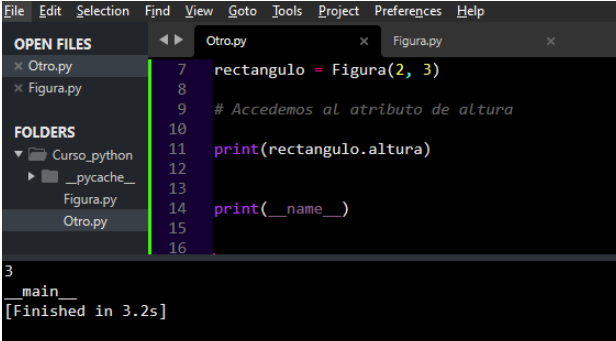 File Edit Selection Find View Goto Tools Project Preferences Help
OPEN FILES
× Otro.py
× Figura.py
FOLDERS
▼ Curso_python
▶ __pycache__
Figura.py
Otro.py
◀ ▶ Otro.py × Figura.py ×
7 rectangulo = Figura(2, 3)
8
9 # Accedemos al atributo de altura
10
11 print(rectangulo.altura)
12
13
14 print(__name__)
15
16
3
__main__
[Finished in 3.2s]